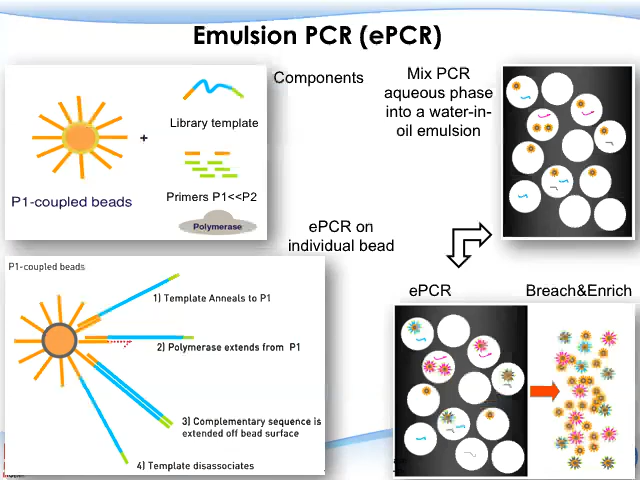 Emulsion PCR (ePCR)
Components
Mix PCR
aqueous phase
into a water-in-
oil emulsion
+
Library template
P1-coupled beads
Primers P1<<P2
Polymerase
ePCR on
individual bead
P1-coupled beads
1) Template Anneals to P1
2) Polymerase extends from P1
3) Complementary sequence is
extended off bead surface
4) Template disassociates
ePCR
Breach&Enrich